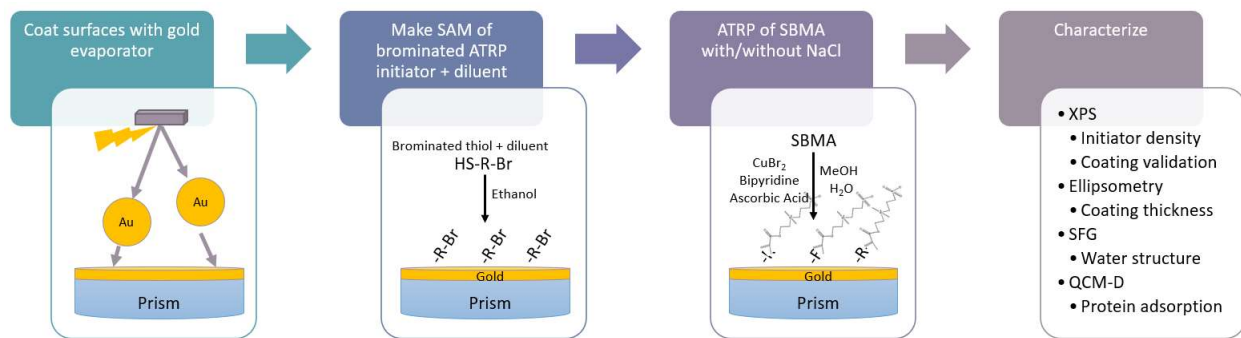 Coat surfaces with gold
evaporator
Au
Au
Prism
Make SAM of
brominated ATRP
initiator + diluent
Brominated thiol + diluent
HS-R-Br
Ethanol
-R-Br
-R-Br
-R-Br
Gold
Prism
ATRP of SBMA
with/without NaCl
SBMA
CuBr₂
Bipyridine
Ascorbic Acid
MeOH
H₂O
-R-
Gold
Prism
Characterize
• XPS
• Initiator density
• Coating validation
• Ellipsometry
• Coating thickness
• SFG
• Water structure
• QCM-D
• Protein adsorption